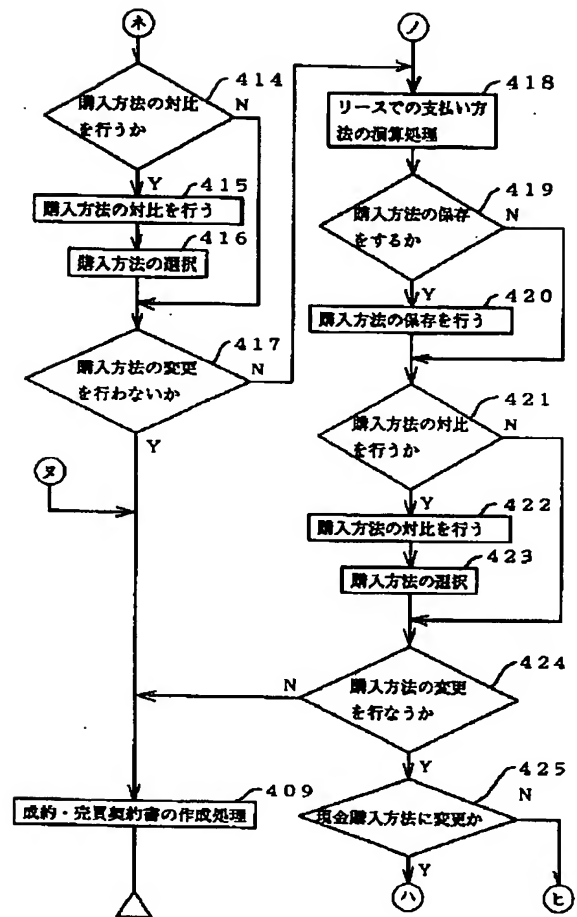 ネ
414
購入方法の対比
を行うか
N
Y
415
購入方法の対比を行う
416
購入方法の選択
417
購入方法の変更
を行わないか
N
Y
ヌ
409
成約・売買契約書の作成処理
ノ
418
リースでの支払い方
法の演算処理
419
購入方法の保存
をするか
N
Y
420
購入方法の保存を行う
421
購入方法の対比
を行うか
N
Y
422
購入方法の対比を行う
423
購入方法の選択
424
購入方法の変更
を行なうか
N
Y
425
現金購入方法に変更か
N
Y
ハ
ヒ